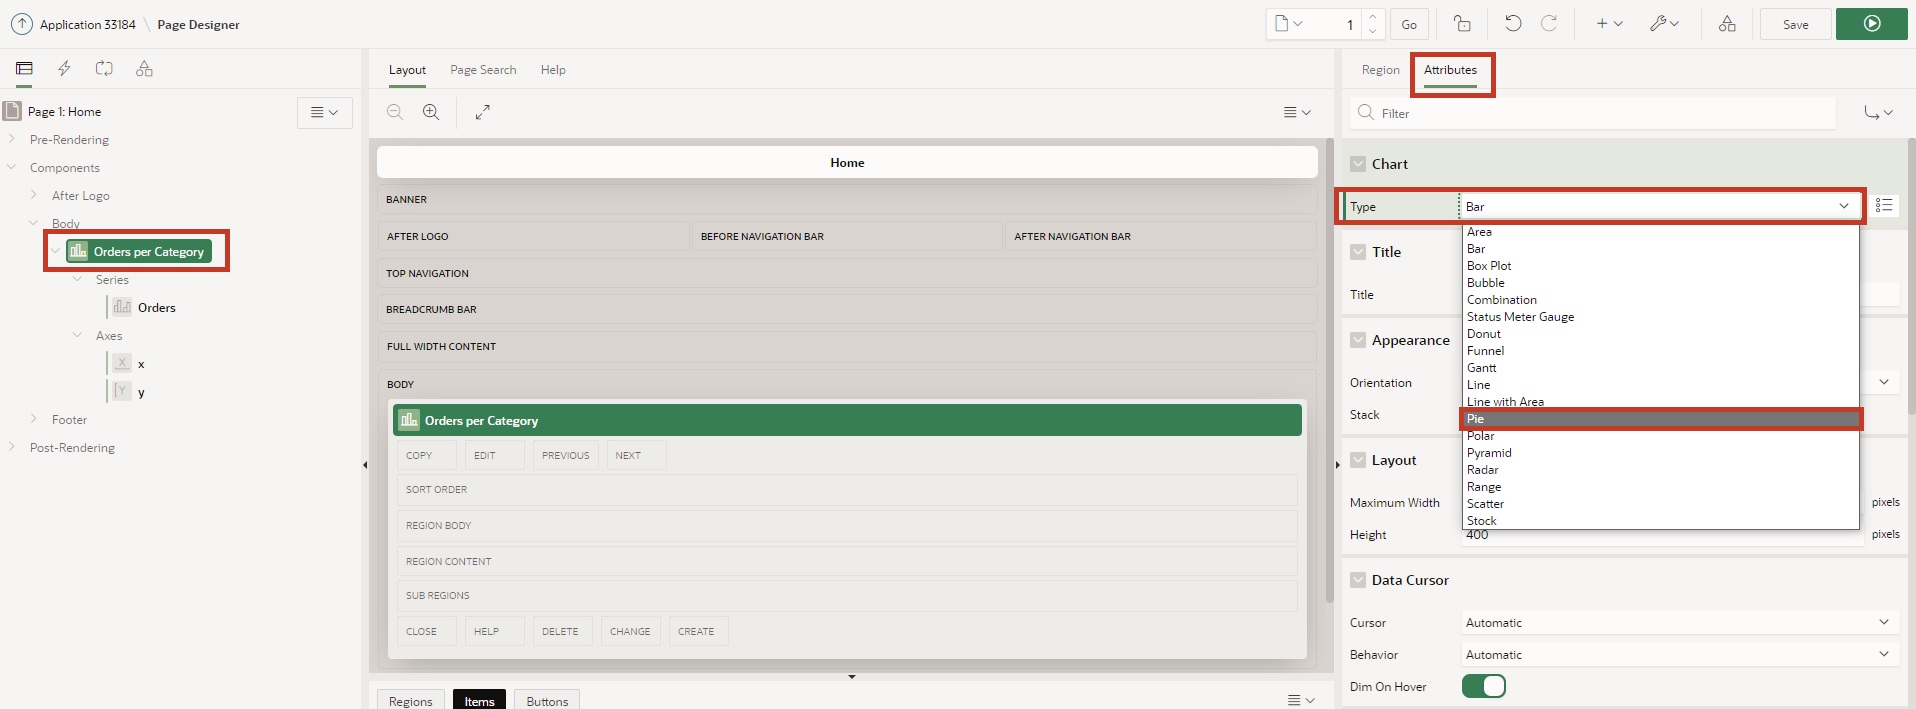 Application 33184 \ Page Designer
1
Go
Save
Page 1: Home
Pre-Rendering
Components
After Logo
Body
Orders per Category
Series
Orders
Axes
x
y
Footer
Post-Rendering
Layout Page Search Help
Home
BANNER
AFTER LOGO BEFORE NAVIGATION BAR AFTER NAVIGATION BAR
TOP NAVIGATION
BREADCRUMB BAR
FULL WIDTH CONTENT
BODY
Orders per Category
COPY EDIT PREVIOUS NEXT
SORT ORDER
REGION BODY
REGION CONTENT
SUB REGIONS
CLOSE HELP DELETE CHANGE CREATE
Regions Items Buttons
Region Attributes
Filter
Chart
Type Bar
Area
Bar
Box Plot
Bubble
Combination
Status Meter Gauge
Donut
Funnel
Gantt
Line
Line with Area
Pie
Polar
Pyramid
Radar
Range
Scatter
Stock
Title
Title
Appearance
Orientation
Stack
Layout
Maximum Width pixels
Height 400 pixels
Data Cursor
Cursor Automatic
Behavior Automatic
Dim On Hover